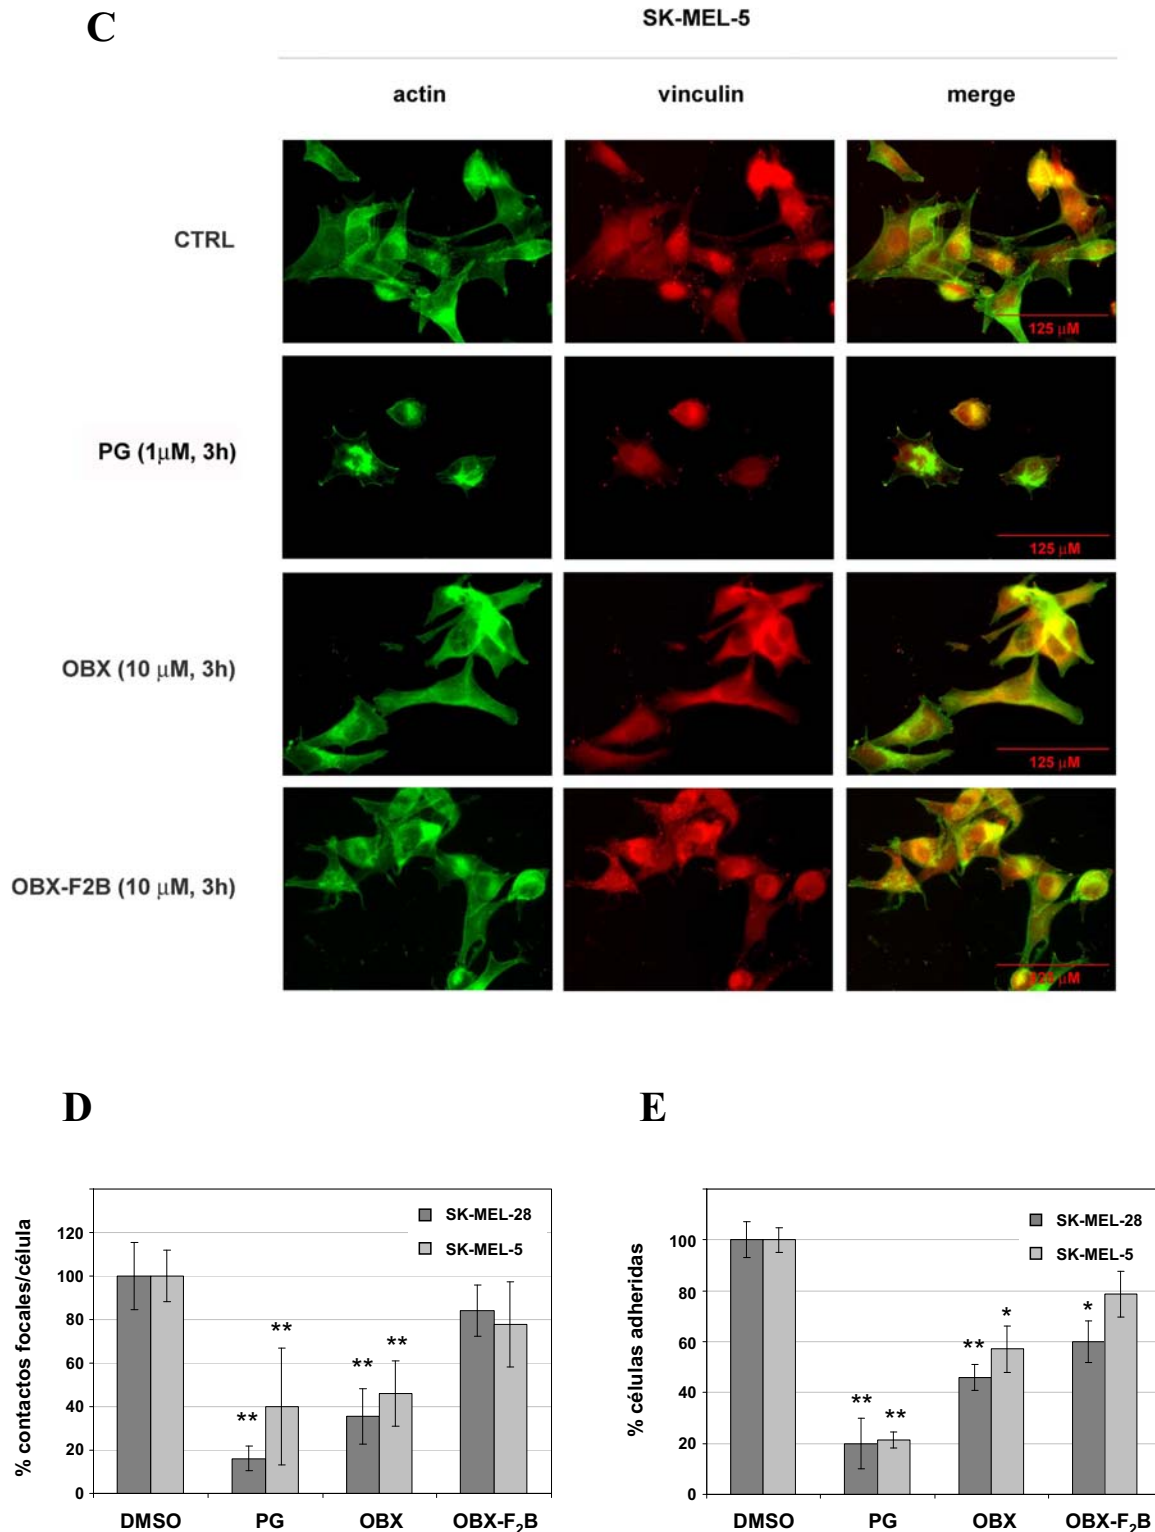 C
SK-MEL-5
actin vinculin merge
CTRL
125 µM
PG (1µM, 3h)
125 µM
OBX (10 µM, 3h)
125 µM
OBX-F2B (10 µM, 3h)
µM
D
E
% contactos focales/célula
120
100
80
60
40
20
0
SK-MEL-28
SK-MEL-5
**
**
**
**
DMSO PG OBX OBX-F₂B
% células adheridas
100
80
60
40
20
0
SK-MEL-28
SK-MEL-5
**
**
**
*
*
DMSO PG OBX OBX-F₂B